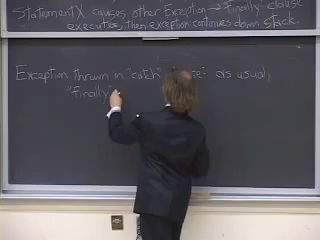 StatementX causes other Exception → finally clause
executes, then exception continues down stack.
Exception thrown in "catch" as usual,
"finally"